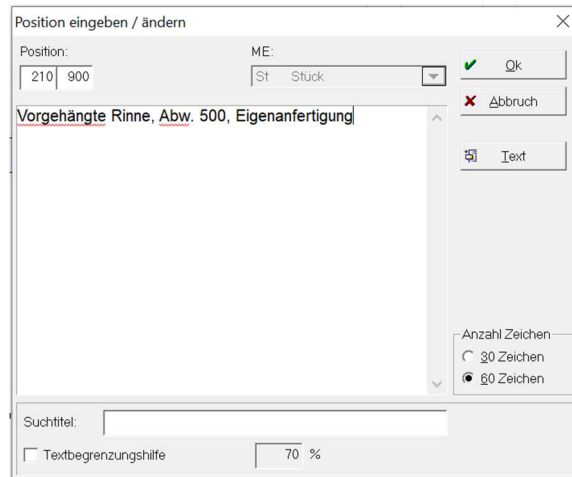 Position eingeben / ändern
Position:
ME:
210 900
St Stück
Ok
Abbruch
Vorgehängte Rinne, Abw. 500, Eigenanfertigung
Text
Anzahl Zeichen
30 Zeichen
60 Zeichen
Suchtitel:
Textbegrenzungshilfe
70 %